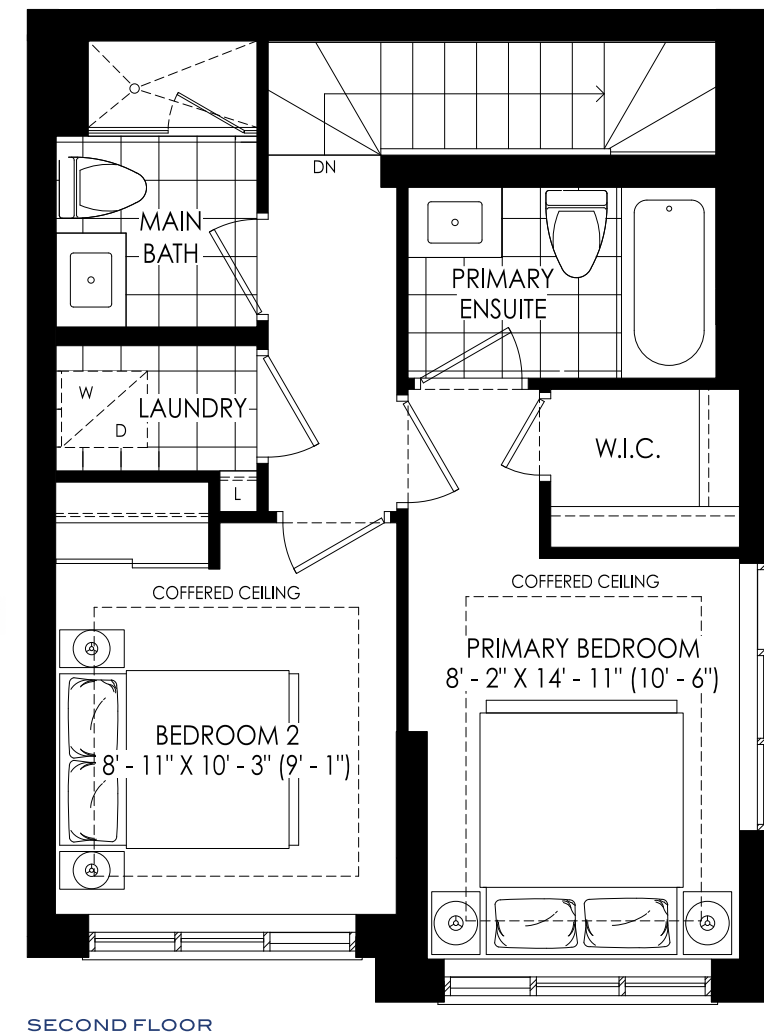 DN
MAIN
BATH
PRIMARY
ENSUITE
W
D
LAUNDRY
L
W.I.C.
COFFERED CEILING
COFFERED CEILING
PRIMARY BEDROOM
8' - 2" X 14' - 11" (10' - 6")
BEDROOM 2
8' - 11" X 10' - 3" (9' - 1")
SECOND FLOOR